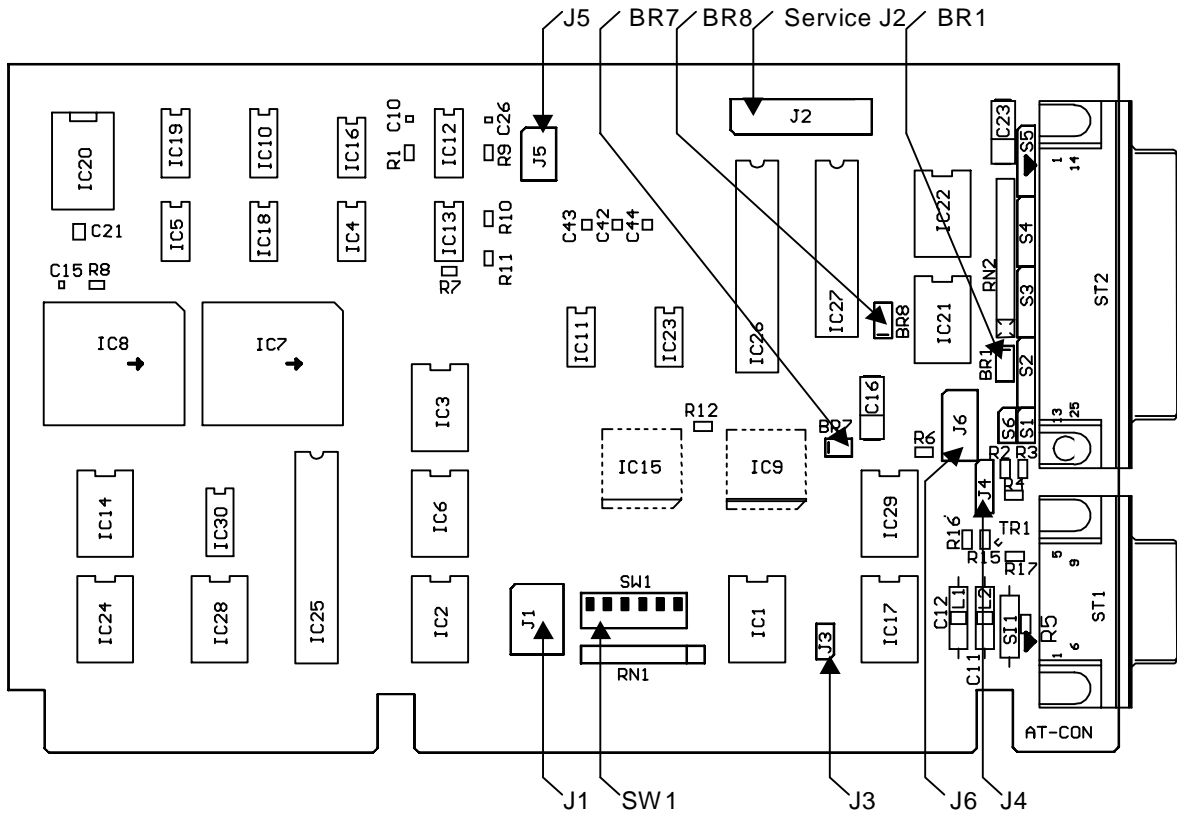 J5 BR7 BR8 Service J2 BR1
J2
C23
S5
1
14
IC20
IC19
IC10
IC16
C10
R1
IC12
C26
R9
J5
C21
IC5
IC18
IC4
IC13
R10
R11
R7
C43
C42
C44
IC22
S4
RN2
C15
R8
IC8
IC7
IC11
IC23
IC26
IC27
BR8
IC21
S3
ST2
BR1
S2
IC3
R12
C16
BR7
R6
J6
S6
S1
13
25
IC15
IC9
R2
R3
J4
R4
IC14
IC30
IC6
IC29
R16
R15
TR1
R17
5
9
IC24
IC28
IC25
IC2
J1
SW1
RN1
IC1
J3
IC17
C12
L1
L2
C11
SI1
R5
1
6
ST1
AT-CON
J1 SW1 J3 J6 J4